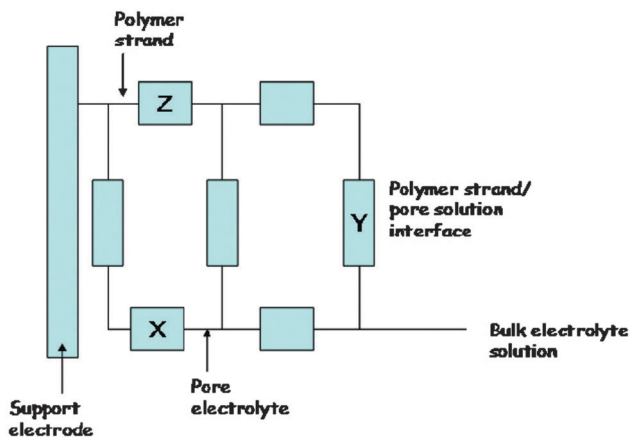 Polymer
strand
Z
Polymer strand/
pore solution
interface
Y
X
Bulk electrolyte
solution
Pore
electrolyte
Support
electrode